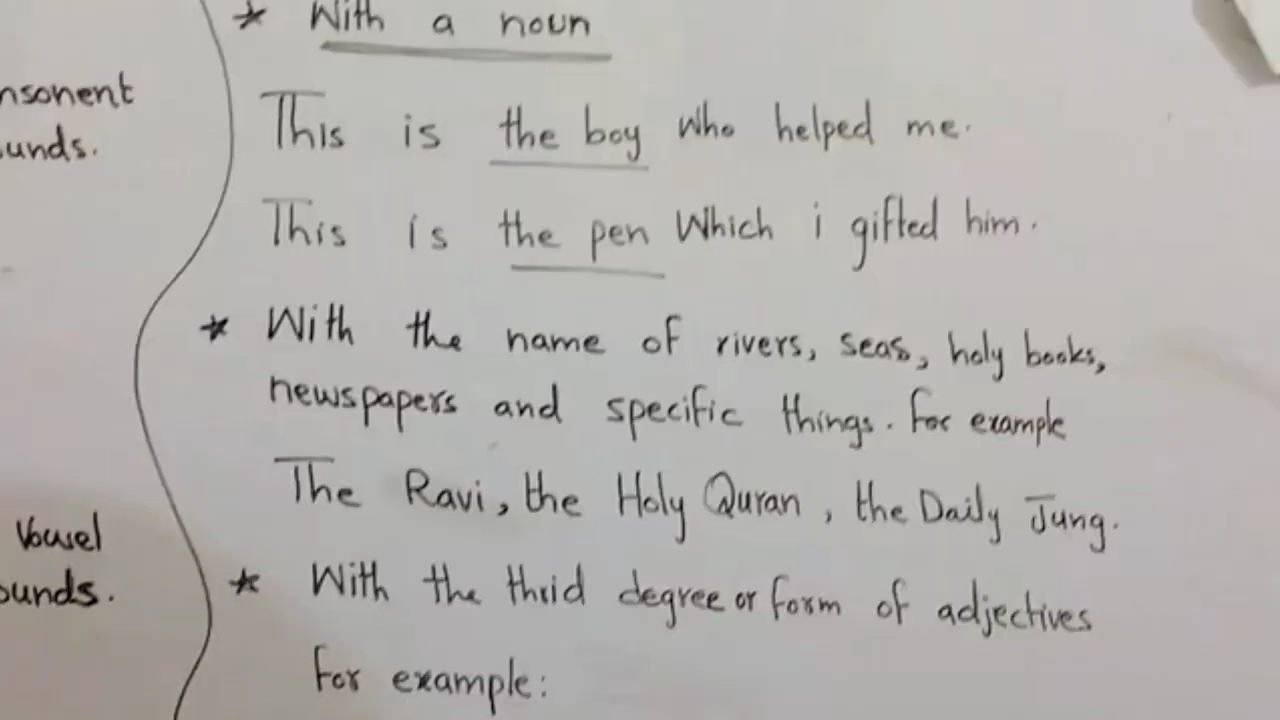 * With a noun
This is the boy who helped me.
This is the pen Which i gifted him.
* With the name of rivers, seas, holy books,
newspapers and specific things. For example
The Ravi, the Holy Quran, the Daily Jung.
* With the thrid degree or form of adjectives
For example:
nsonent
unds.
Vowel
ounds.